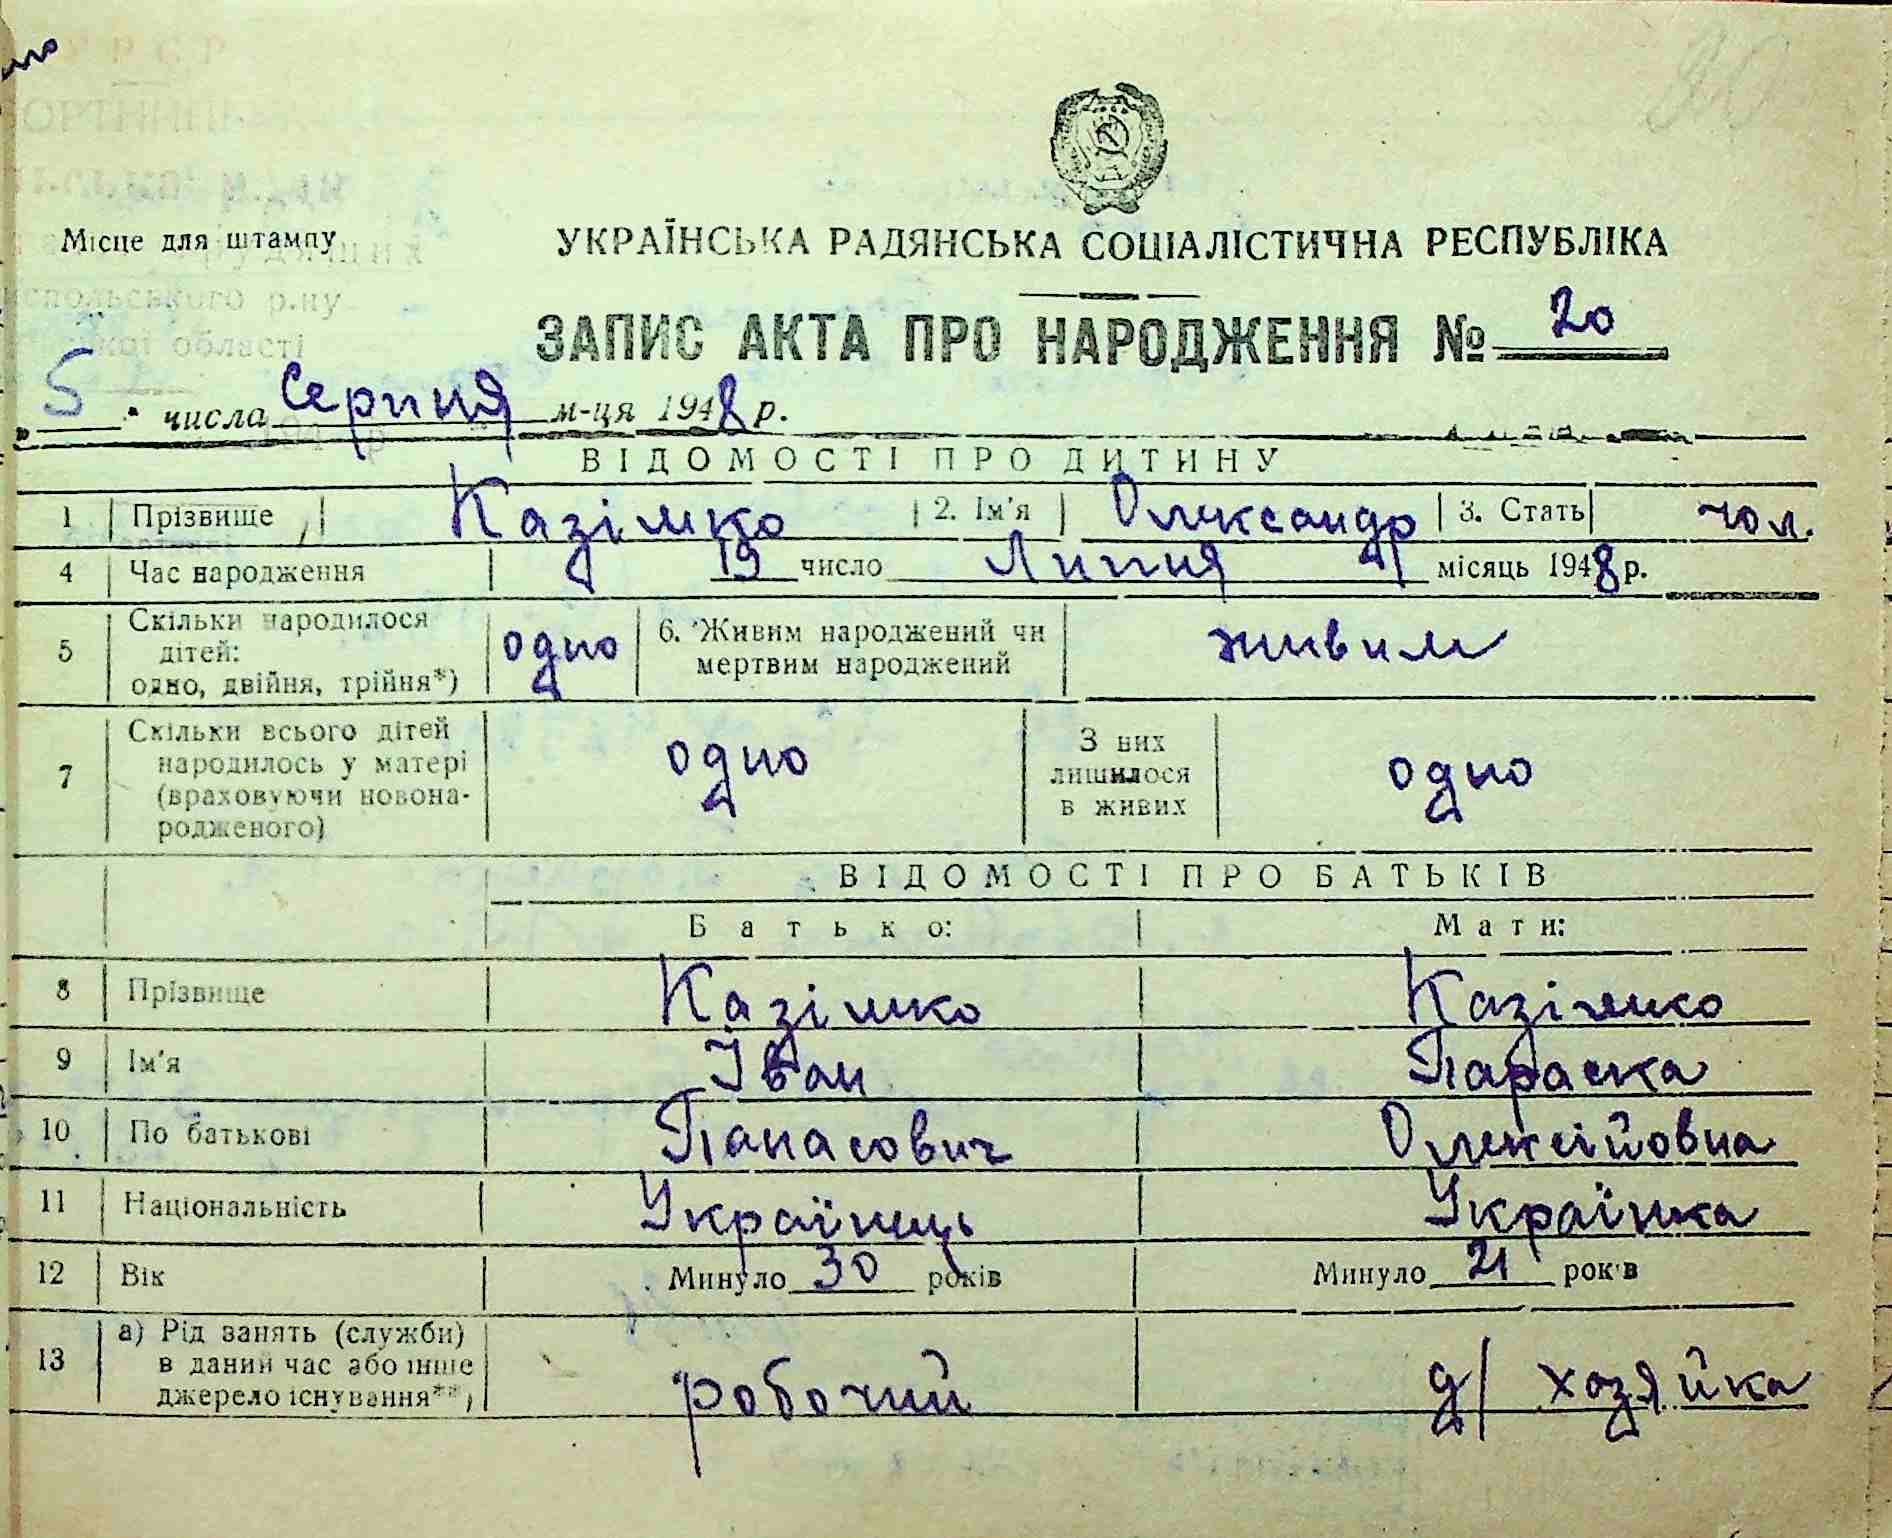 УРСР
Місце для штампу
УКРАЇНСЬКА РАДЯНСЬКА СОЦІАЛІСТИЧНА РЕСПУБЛІКА
ЗАПИС АКТА ПРО НАРОДЖЕННЯ № 20
р.ну
області
„5" числа Серпня м-ця 1948 р.
ВІДОМОСТІ ПРО ДИТИНУ
1 Прізвище Казімко 2. Ім'я Олександр 3. Стать чол.
4 Час народження 19 число Липня місяць 1948 р.
5 Скільки народилося дітей: одно, двійня, трійня*) одно 6. Живим народжений чи мертвим народжений живим
7 Скільки всього дітей народилось у матері (враховуючи новона-родженого) одно З них лишилося в живих одно
ВІДОМОСТІ ПРО БАТЬКІВ
Батько: Мати:
8 Прізвище Казімко Казімко
9 Ім'я Іван Параска
10 По батькові Панасович Олексійовна
11 Національність Українець Українка
12 Вік Минуло 30 років Минуло 21 років
13 а) Рід занять (служби) в даний час або інше джерело існування**) робочий д/хозяйка